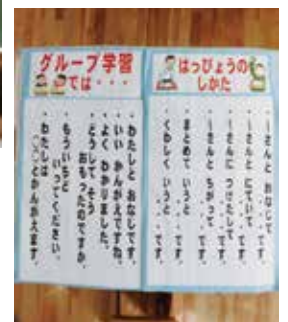 はっぴょうの
しかた
・～さんと おなじで
・・・です。
・～さんと にていて
・・・です。
・～さんに つけたして
・・・です。
・～さんと ちがって
・・・です。
・まとめて いうと
・・・です。
・くわしく いうと
・・・です。
グループ学習
では・・・
・わたしと おなじです。
・いい かんがえですね。
・よく わかりました。
・どうして そう
おもったのですか。
・もういちど
いってください。
・わたしは
○○とかんがえます。